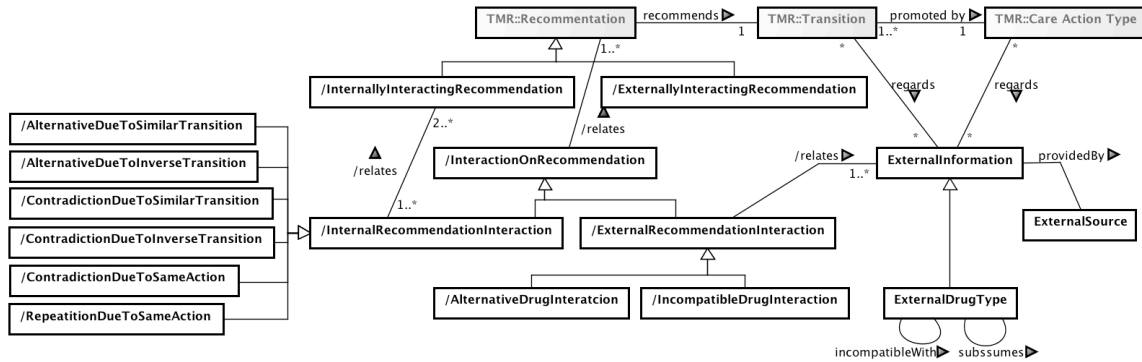 TMR::Recommentation
recommends
TMR::Transition
promoted by
TMR::Care Action Type
1
1..*
1
1..*
*
*
/InternallyInteractingRecommendation
/ExternallyInteractingRecommendation
regards
regards
2..*
/relates
*
*
/AlternativeDueToSimilarTransition
/AlternativeDueToInverseTransition
/ContradictionDueToSimilarTransition
/ContradictionDueToInverseTransition
/ContradictionDueToSameAction
/RepeatitionDueToSameAction
/relates
/InteractionOnRecommendation
/relates
1..*
ExternalInformation
providedBy
1..*
/InternalRecommendationInteraction
/ExternalRecommendationInteraction
ExternalSource
/AlternativeDrugInteratcion
/IncompatibleDrugInteraction
ExternalDrugType
incompatibleWith
subssumes